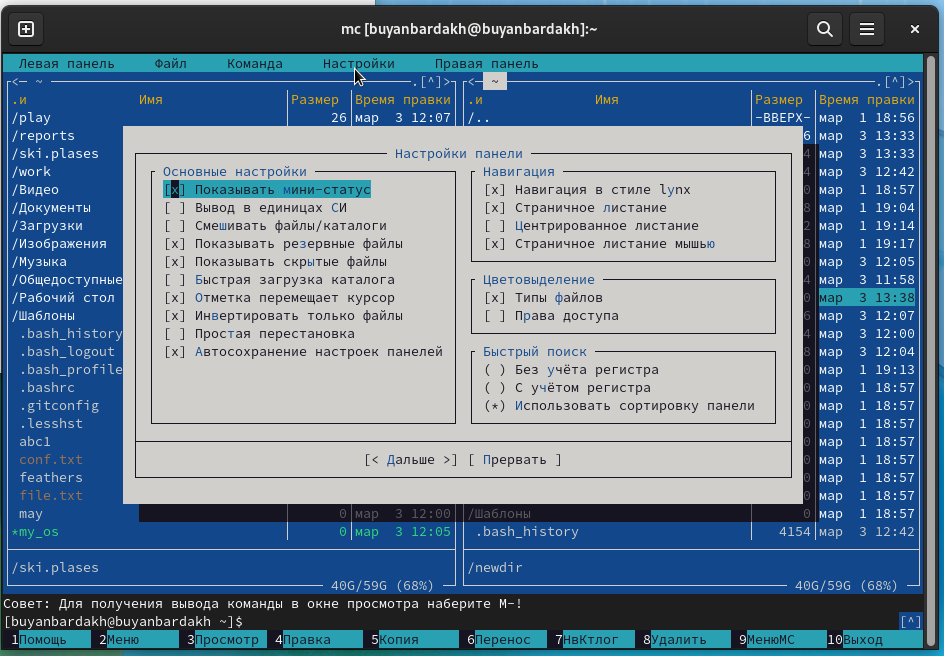 mc [buyanbardakh@buyanbardakh]:~
Левая панель Файл Команда Настройки Правая панель
<— ~ .[^]> <— ~ .[^]>
.и Имя Размер Время правки .и Имя Размер Время правки
/play 26 мар 3 12:07 /.. -ВВЕРХ- мар 1 18:56
/reports 6 мар 3 13:33
Настройки панели
/ski.plases 4 мар 3 13:33
Основные настройки Навигация
/work 4 мар 3 12:42
[x] Показывать мини-статус [x] Навигация в стиле lynx
/Видео 0 мар 1 18:57
[ ] Вывод в единицах СИ [x] Страничное листание
/Документы 8 мар 1 19:04
[ ] Смешивать файлы/каталоги [ ] Центрированное листание
/Загрузки 2 мар 1 19:14
[x] Показывать резервные файлы [x] Страничное листание мышью
/Изображения 8 мар 1 19:17
[x] Показывать скрытые файлы
/Музыка 0 мар 3 12:05
[ ] Быстрая загрузка каталога Цветовыделение
/Общедоступные 4 мар 3 11:58
[x] Отметка перемещает курсор [x] Типы файлов
/Рабочий стол 0 мар 3 13:38
[x] Инвертировать только файлы [ ] Права доступа
/Шаблоны 6 мар 3 12:07
[ ] Простая перестановка
.bash_history 4 мар 3 12:00
[x] Автосохранение настроек панелей Быстрый поиск
.bash_logout 8 мар 3 12:04
( ) Без учёта регистра
.bash_profile 0 мар 1 19:13
( ) С учётом регистра
.bashrc 0 мар 1 18:57
(*) Использовать сортировку панели
.gitconfig 0 мар 1 18:57
.lesshst 0 мар 1 18:57
abc1 0 мар 1 18:57
[< Дальше >] [ Прервать ]
conf.txt 0 мар 1 18:57
feathers 0 мар 1 18:57
file.txt 0 мар 1 18:57
may 0 мар 3 12:00 /Шаблоны 0 мар 1 18:57
*my_os 0 мар 3 12:05 .bash_history 4154 мар 3 12:42
/ski.plases /newdir
40G/59G (68%) 40G/59G (68%)
Совет: Для получения вывода команды в окне просмотра наберите M-!
[buyanbardakh@buyanbardakh ~]$ [^]
1Помощь 2Меню 3Просмотр 4Правка 5Копия 6Перенос 7НвКтлог 8Удалить 9МенюMC 10Выход